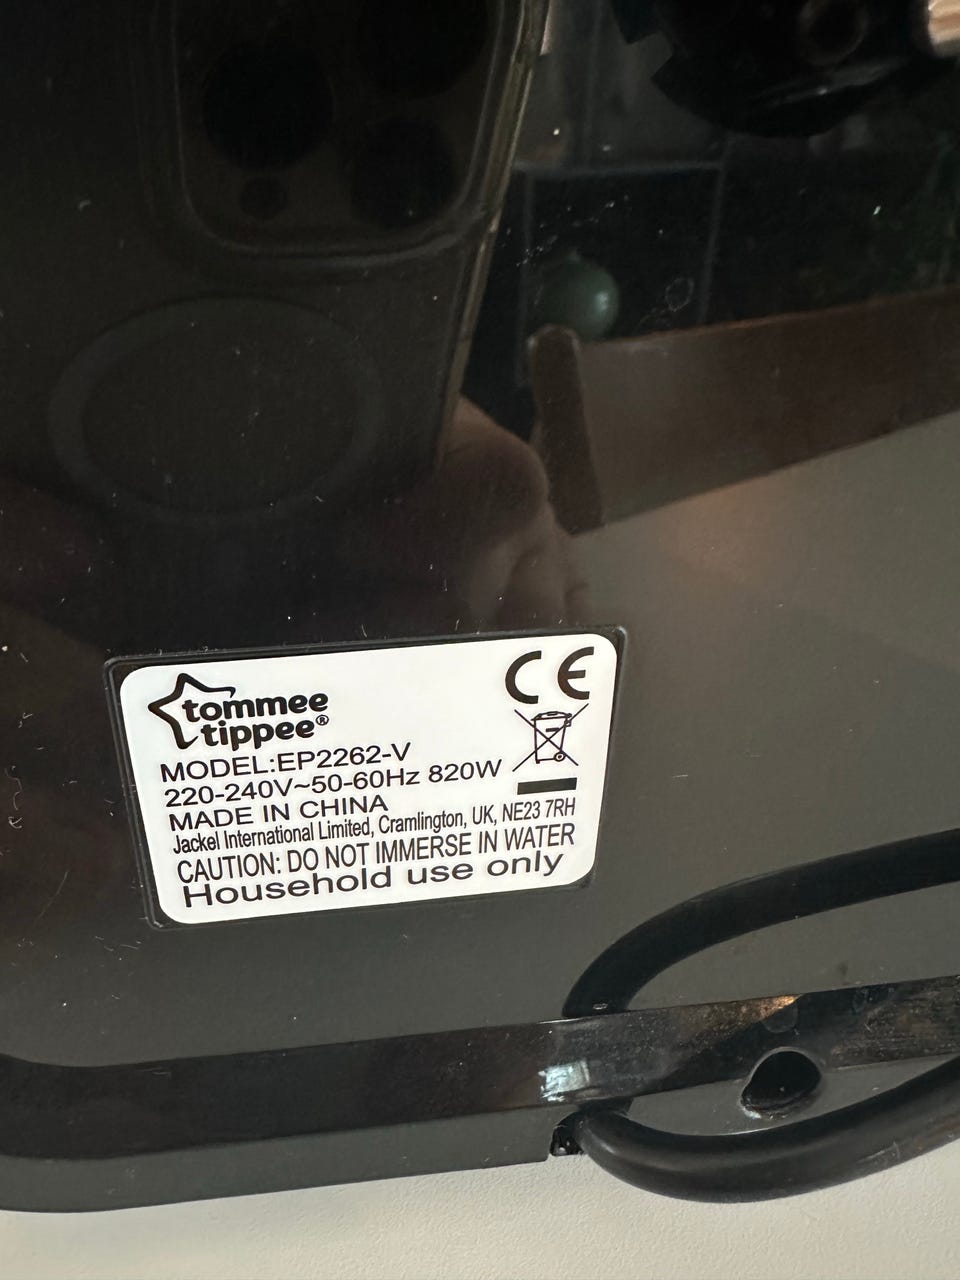 tommee
tippee®
CE
MODEL:EP2262-V
220-240V~50-60Hz 820W
MADE IN CHINA
Jackel International Limited, Cramlington, UK, NE23 7RH
CAUTION: DO NOT IMMERSE IN WATER
Household use only